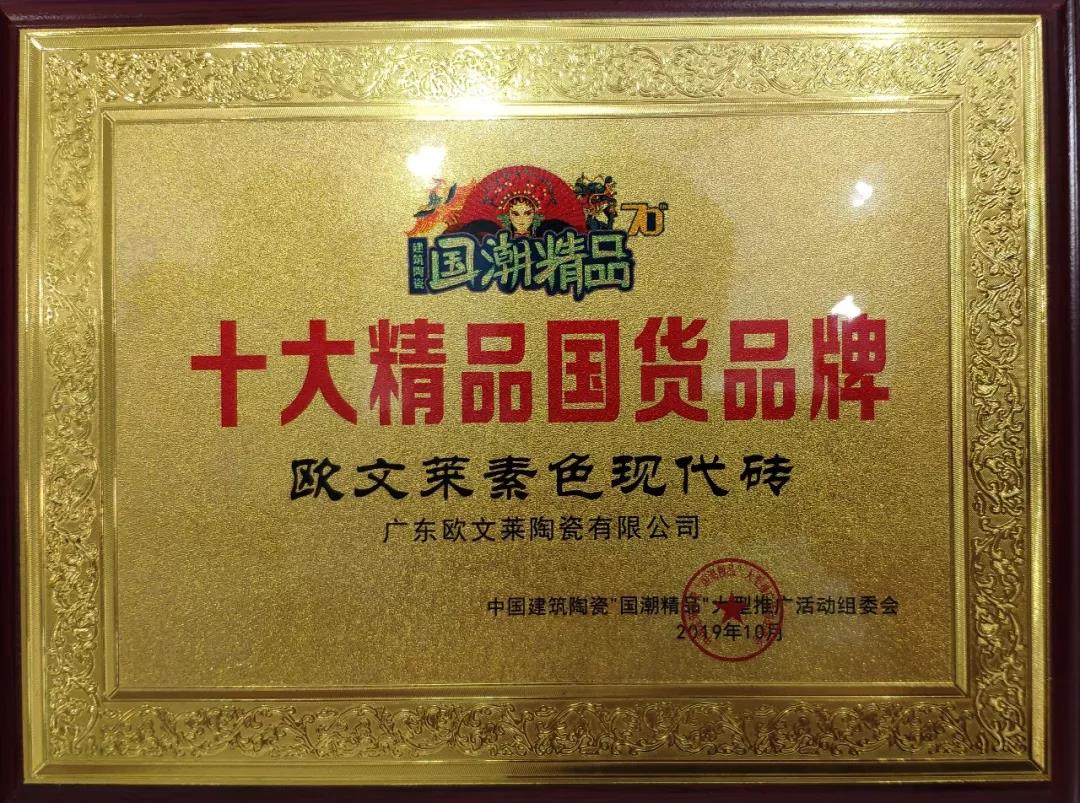 70th
建筑陶瓷
国潮精品
十大精品国货品牌
欧文莱素色现代砖
广东欧文莱陶瓷有限公司
中国建筑陶瓷"国潮精品"大型推广活动组委会
2019年10月